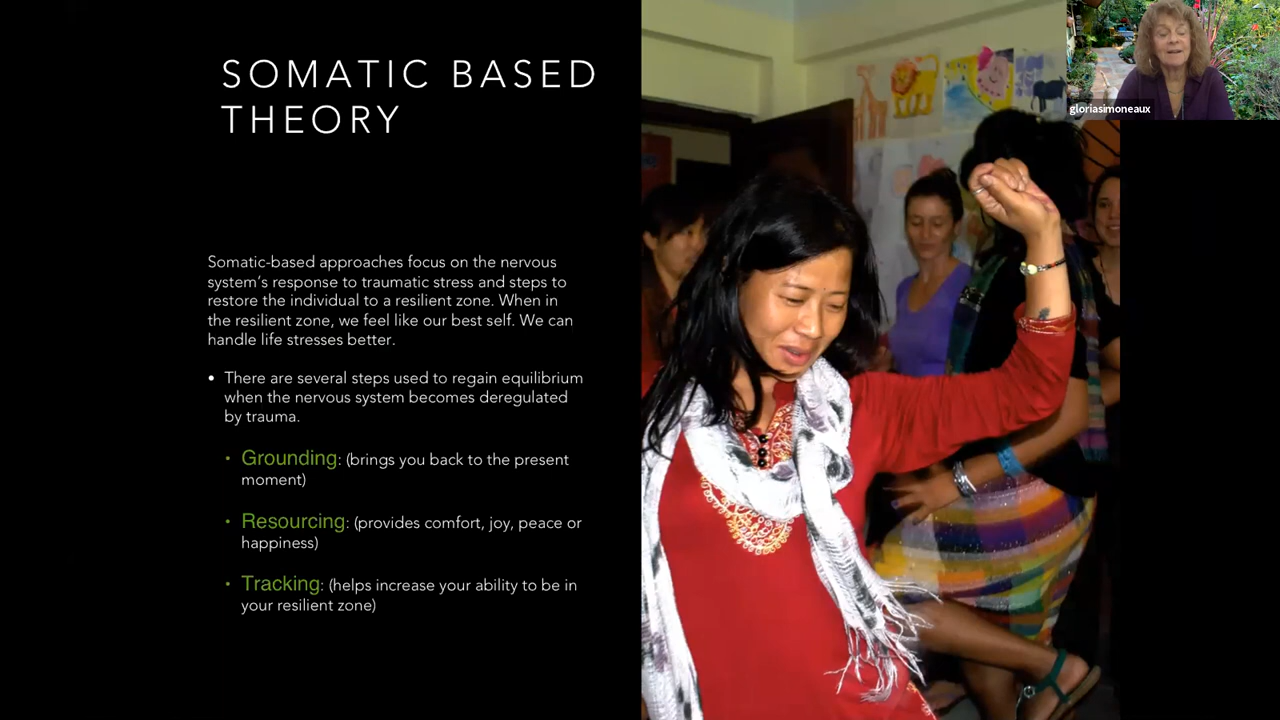 SOMATIC BASED
THEORY
gloriasimoneaux
Somatic-based approaches focus on the nervous
system’s response to traumatic stress and steps to
restore the individual to a resilient zone. When in
the resilient zone, we feel like our best self. We can
handle life stresses better.
• There are several steps used to regain equilibrium
when the nervous system becomes deregulated
by trauma.
• Grounding: (brings you back to the present
moment)
• Resourcing: (provides comfort, joy, peace or
happiness)
• Tracking: (helps increase your ability to be in
your resilient zone)